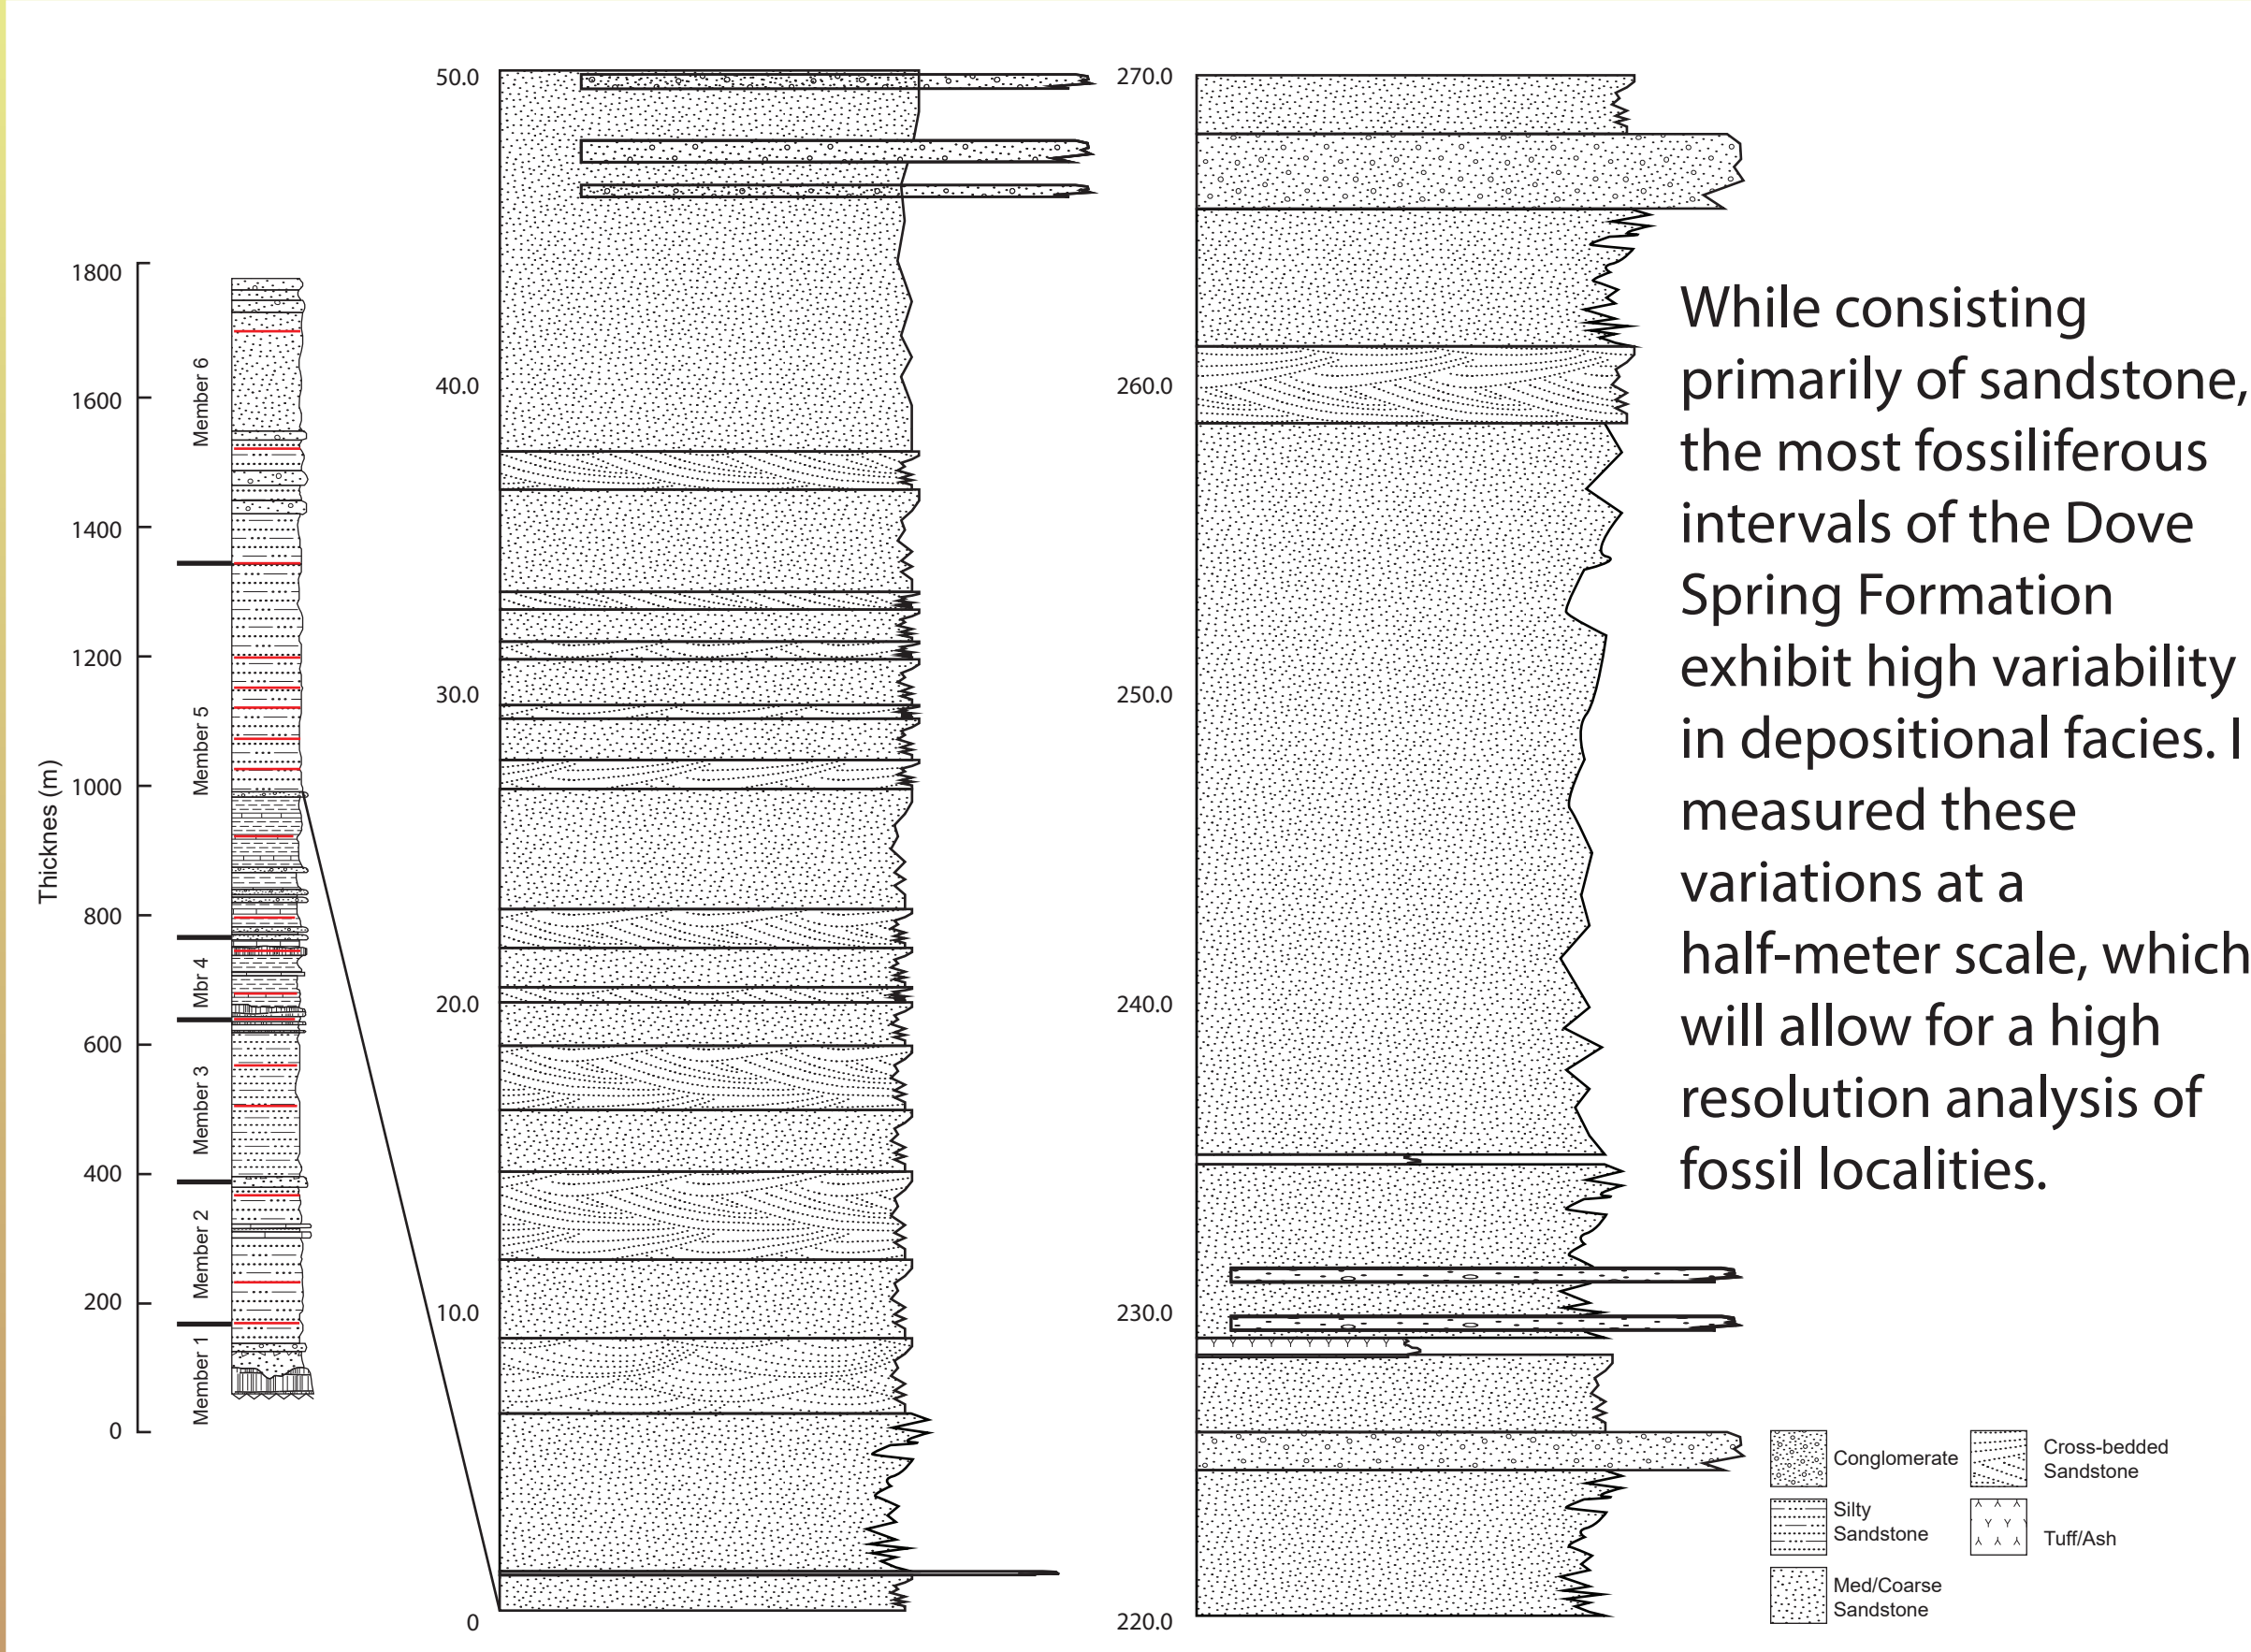 Thicknes (m)
1800
1600
1400
1200
1000
800
600
400
200
0
Member 6
Member 5
Mbr 4
Member 3
Member 2
Member 1
50.0
40.0
30.0
20.0
10.0
0
270.0
260.0
250.0
240.0
230.0
220.0
While consisting
primarily of sandstone,
the most fossiliferous
intervals of the Dove
Spring Formation
exhibit high variability
in depositional facies. I
measured these
variations at a
half-meter scale, which
will allow for a high
resolution analysis of
fossil localities.
Conglomerate
Silty
Sandstone
Med/Coarse
Sandstone
Cross-bedded
Sandstone
Tuff/Ash